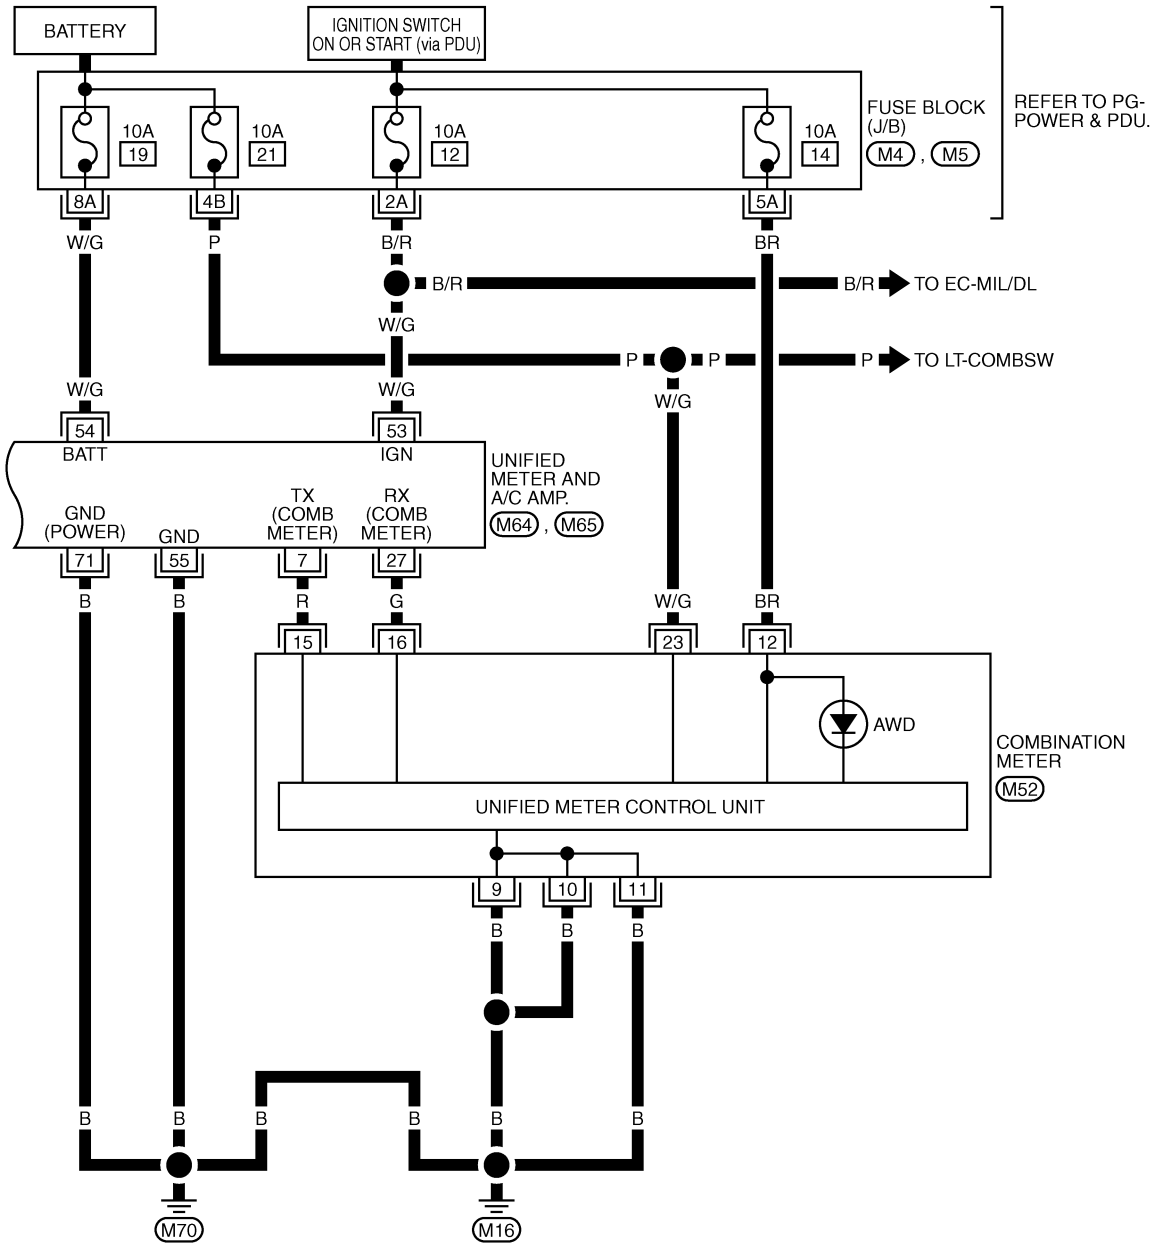 BATTERY
IGNITION SWITCH
ON OR START (via PDU)
REFER TO PG-
POWER & PDU.
FUSE BLOCK
(J/B)
M4 , M5
10A
19
10A
21
10A
12
10A
14
8A
4B
2A
5A
W/G
P
B/R
BR
B/R
B/R
TO EC-MIL/DL
W/G
P
P
P
TO LT-COMBSW
W/G
W/G
W/G
54
53
BATT
IGN
UNIFIED
METER AND
A/C AMP.
M64 , M65
GND
(POWER)
GND
TX
(COMB
METER)
RX
(COMB
METER)
71
55
7
27
B
B
R
G
W/G
BR
15
16
23
12
AWD
COMBINATION
METER
M52
UNIFIED METER CONTROL UNIT
9
10
11
B
B
B
B
B
B
B
B
B
M70
M16